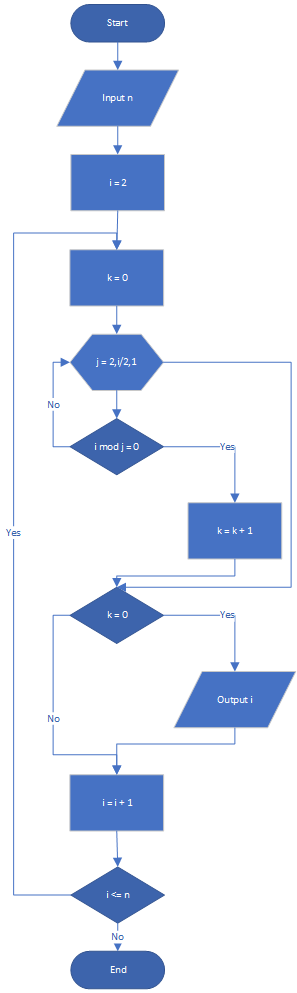 Start
Input n
i = 2
k = 0
j = 2,i/2,1
No
i mod j = 0
Yes
k = k + 1
Yes
k = 0
Yes
Output i
No
i = i + 1
i <= n
No
End